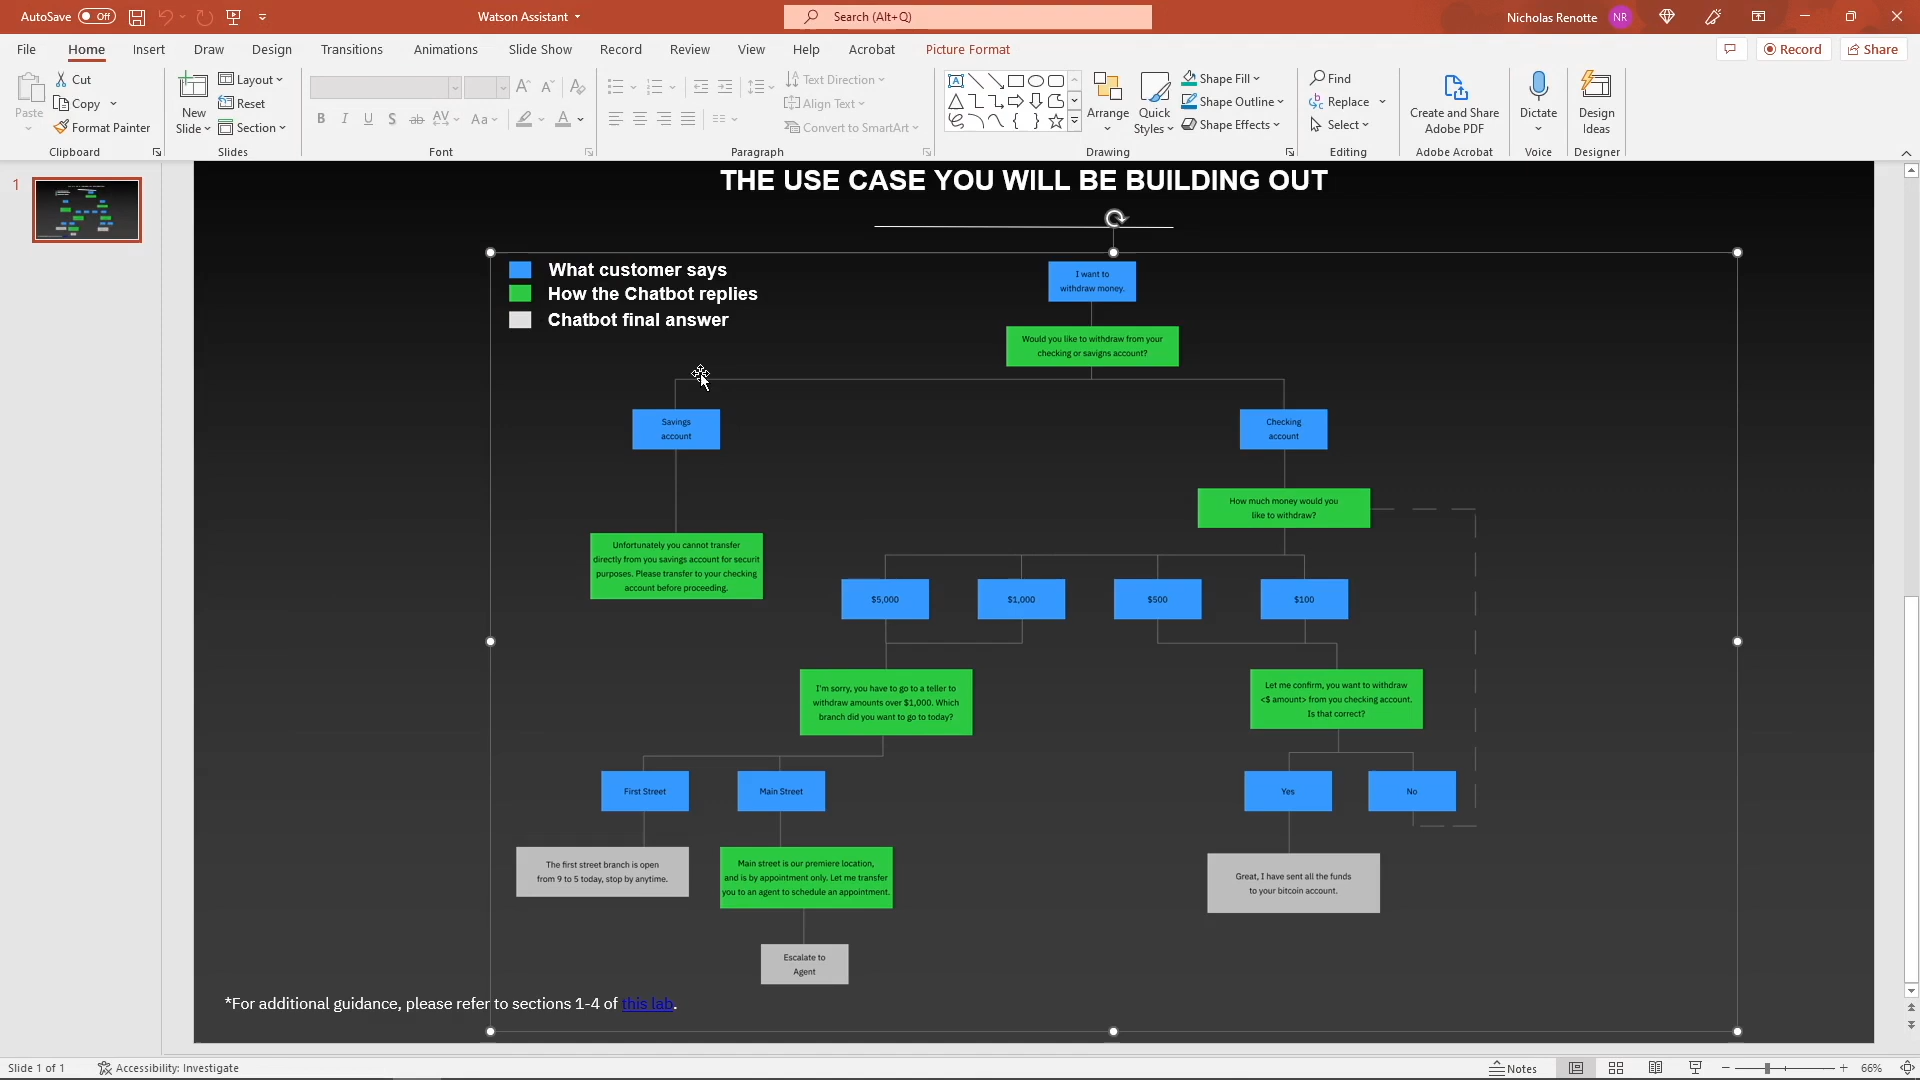 AutoSave Off
Watson Assistant
Search (Alt+Q)
Nicholas Renotte NR
File Home Insert Draw Design Transitions Animations Slide Show Record Review View Help Acrobat Picture Format
Record Share
Paste
Cut
Copy
Format Painter
Clipboard
New
Slide
Layout
Reset
Section
Slides
B I U S ab AV Aa A
Font
Text Direction
Align Text
Convert to SmartArt
Paragraph
Arrange
Quick
Styles
Shape Fill
Shape Outline
Shape Effects
Drawing
Find
Replace
Select
Editing
Create and Share
Adobe PDF
Adobe Acrobat
Dictate
Voice
Design
Ideas
Designer
1
THE USE CASE YOU WILL BE BUILDING OUT
What customer says
How the Chatbot replies
Chatbot final answer
I want to
withdraw money.
Would you like to withdraw from your
checking or savigns account?
Savings
account
Checking
account
How much money would you
like to withdraw?
Unfortunately you cannot transfer
directly from you savings account for securit
purposes. Please transfer to your checking
account before proceeding.
$5,000
$1,000
$500
$100
I'm sorry, you have to go to a teller to
withdraw amounts over $1,000. Which
branch did you want to go to today?
Let me confirm, you want to withdraw
<$ amount> from you checking account.
Is that correct?
First Street
Main Street
Yes
No
The first street branch is open
from 9 to 5 today, stop by anytime.
Main street is our premiere location,
and is by appointment only. Let me transfer
you to an agent to schedule an appointment.
Great, I have sent all the funds
to your bitcoin account.
Escalate to
Agent
*For additional guidance, please refer to sections 1-4 of this lab.
Slide 1 of 1
Accessibility: Investigate
Notes
66%